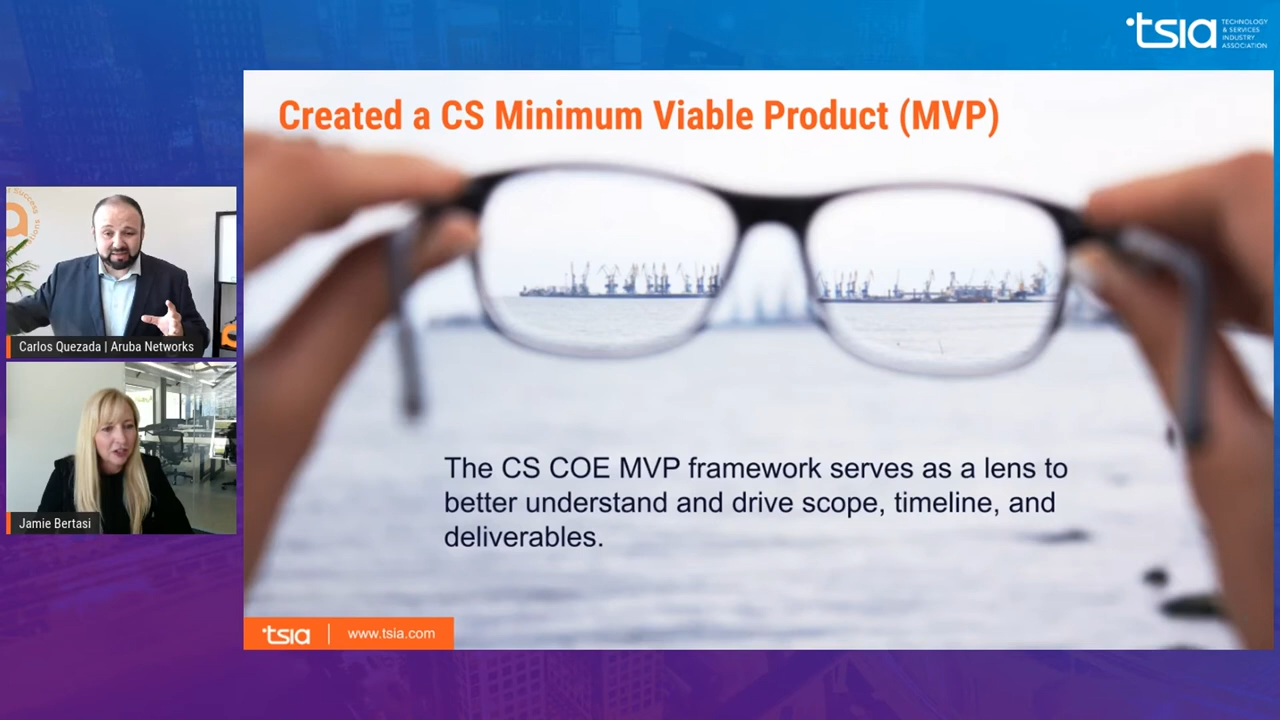 tsia TECHNOLOGY
& SERVICES
INDUSTRY
ASSOCIATION
Created a CS Minimum Viable Product (MVP)
Carlos Quezada | Aruba Networks
Jamie Bertasi
The CS COE MVP framework serves as a lens to
better understand and drive scope, timeline, and
deliverables.
tsia | www.tsia.com